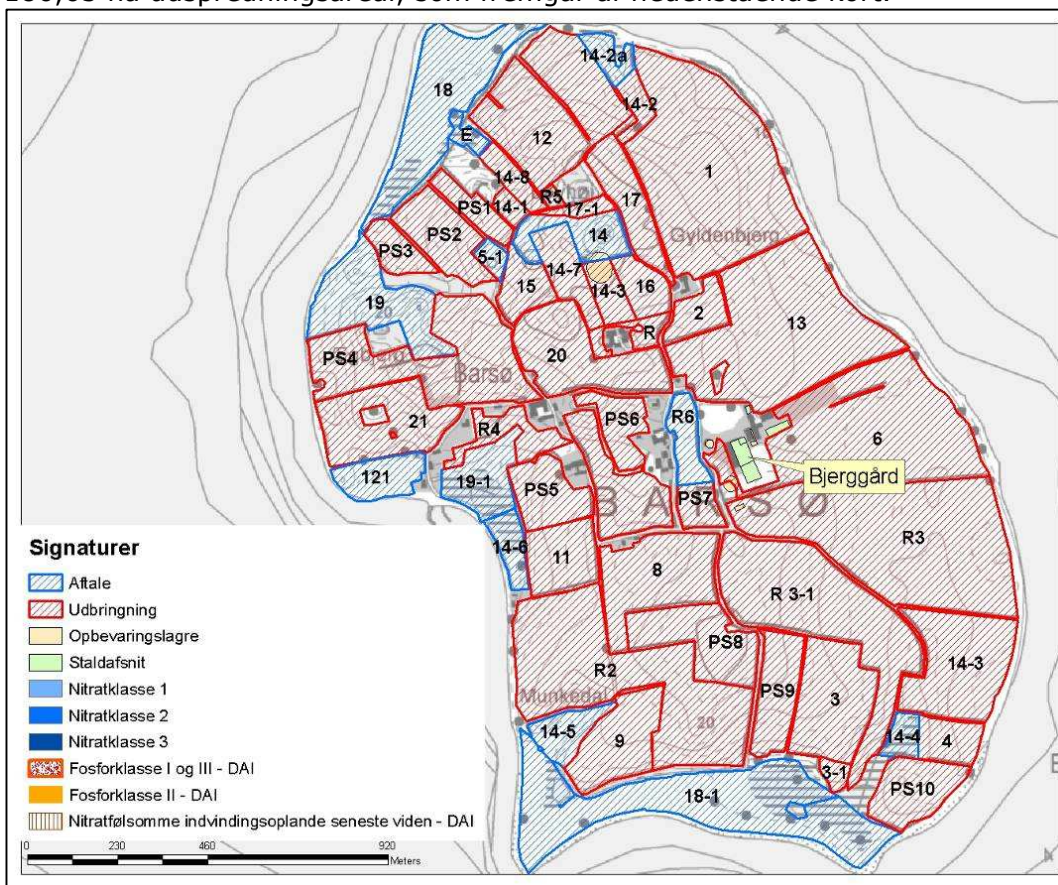 udspredningsareal, som fremgår af nedenstående kort.
18
14-2a
14-2
E
12
1
14-8
R5
17
PS1
14-1
17-1
Gyldenbjerg
PS2
14
PS3
5-1
14-7
15
14-3
16
2
13
19
20
R
PS4
20
Barsø
21
R4
PS6
R6
6
Bjerggård
121
19-1
PS5
PS7
BARSØ
R3
14-6
11
8
R 3-1
PS8
14-3
R2
PS9
3
Munkedal
20
14-5
9
14-4
4
3-1
PS10
18-1
Signaturer
Aftale
Udbringning
Opbevaringslagre
Staldafsnit
Nitratklasse 1
Nitratklasse 2
Nitratklasse 3
Fosforklasse I og III - DAI
Fosforklasse II - DAI
Nitratfølsomme indvindingsoplande seneste viden - DAI
0 230 460 920
Meters